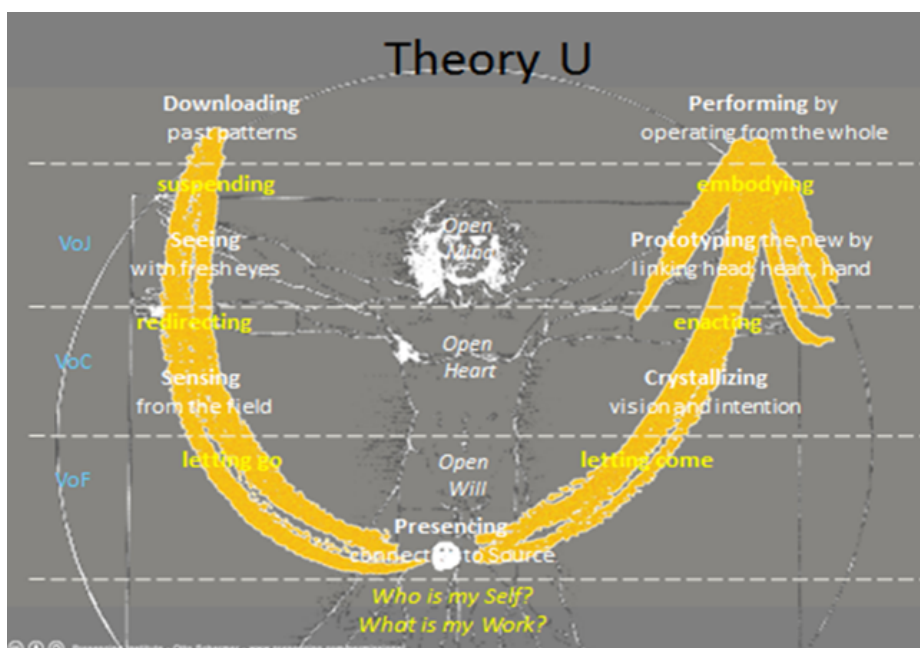 Theory U
Downloading
past patterns
Performing by
operating from the whole
suspending
embodying
VoJ
Seeing
with fresh eyes
Open
Mind
Prototyping the new by
linking head, heart, hand
redirecting
enacting
VoC
Open
Heart
Sensing
from the field
Crystallizing
vision and intention
VoF
letting go
Open
Will
letting come
Presencing
connecting to Source
Who is my Self?
What is my Work?